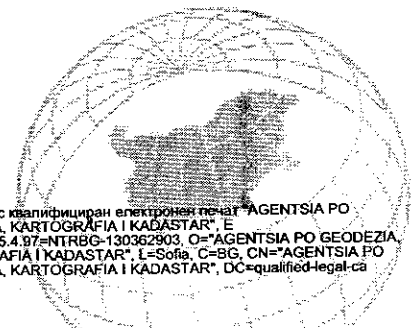 с квалифициран електронен печат "AGENTSIA PO
, KARTOGRAFIA I KADASTAR", E
5.4.97=NTRBG-130362903, O="AGENTSIA PO GEODEZIA,
AFIA I KADASTAR", L=Sofia, C=BG, CN="AGENTSIA PO
, KARTOGRAFIA I KADASTAR", DC=qualified-legal-ca